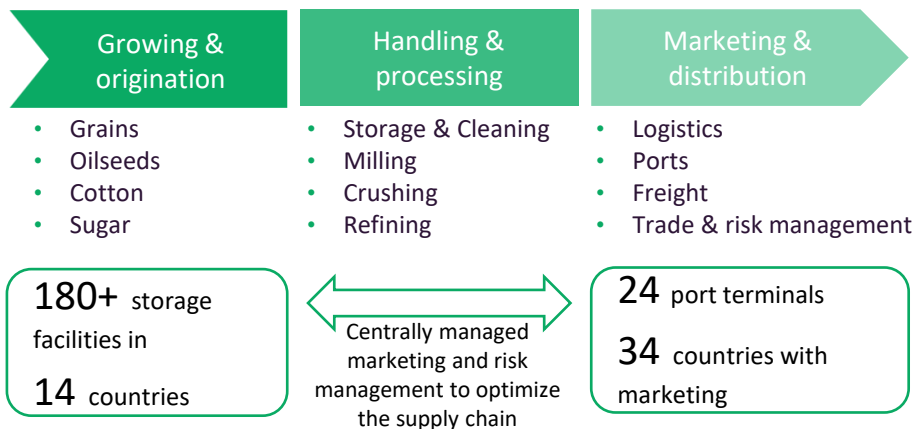 Growing &
origination
Handling &
processing
Marketing &
distribution
• Grains
• Oilseeds
• Cotton
• Sugar
• Storage & Cleaning
• Milling
• Crushing
• Refining
• Logistics
• Ports
• Freight
• Trade & risk management
180+ storage
facilities in
14 countries
Centrally managed
marketing and risk
management to optimize
the supply chain
24 port terminals
34 countries with
marketing